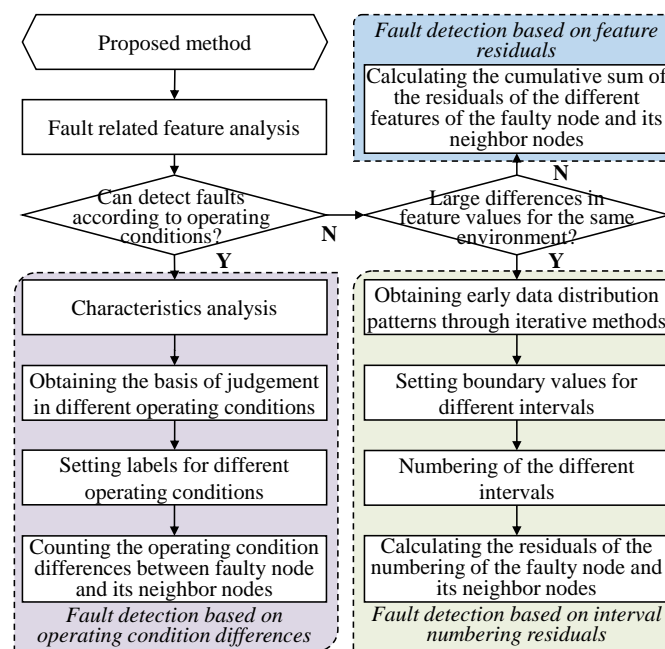 Proposed method
Fault related feature analysis
Can detect faults
according to operating
conditions?
N
Y
Characteristics analysis
Obtaining the basis of judgement
in different operating conditions
Setting labels for different
operating conditions
Counting the operating condition
differences between faulty node
and its neighbor nodes
Fault detection based on
operating condition differences
Fault detection based on feature
residuals
Calculating the cumulative sum of
the residuals of the different
features of the faulty node and its
neighbor nodes
N
Large differences in
feature values for the same
environment?
Y
Obtaining early data distribution
patterns through iterative methods
Setting boundary values for
different intervals
Numbering of the different
intervals
Calculating the residuals of the
numbering of the faulty node and
its neighbor nodes
Fault detection based on interval
numbering residuals